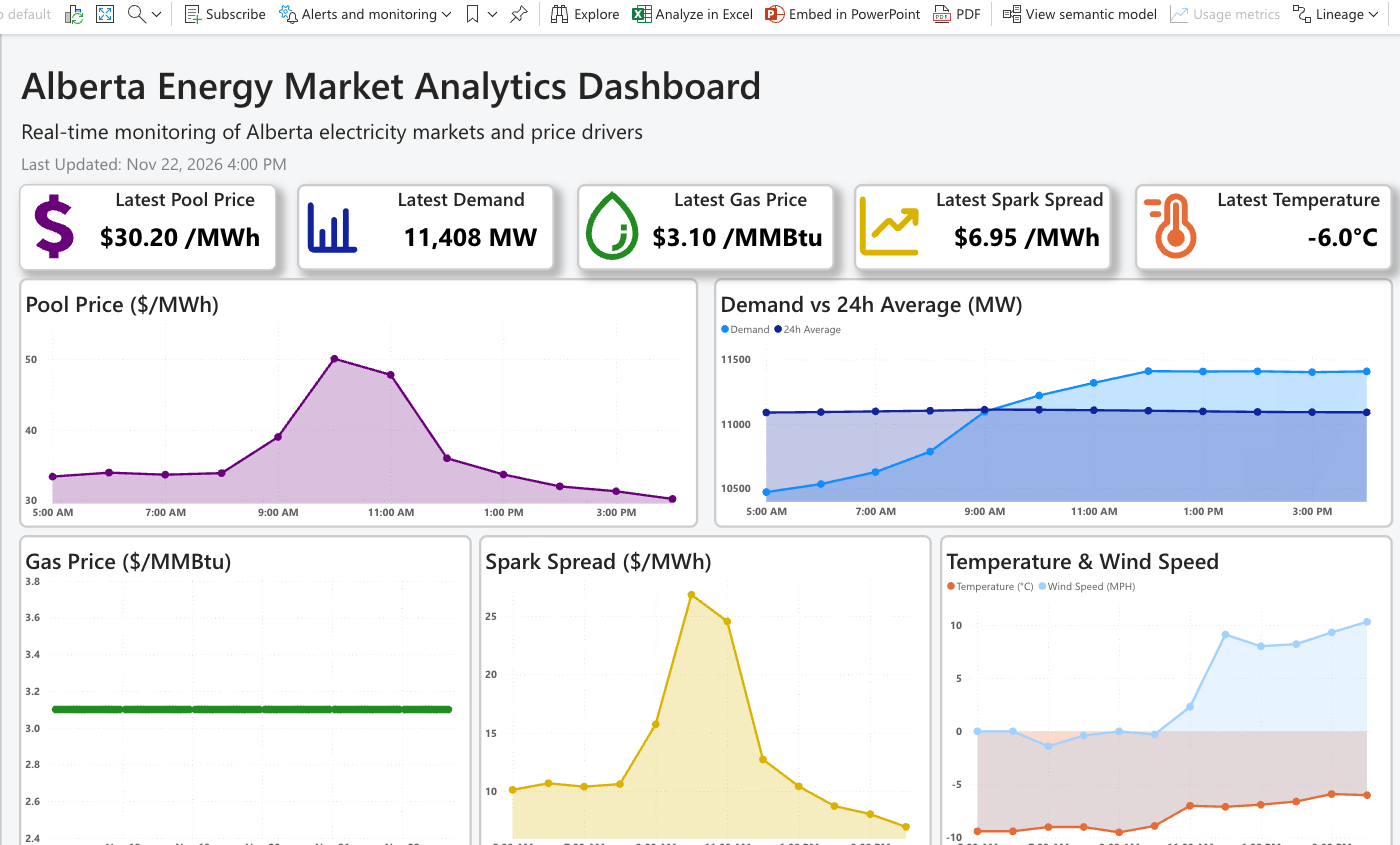 default Subscribe Alerts and monitoring Explore Analyze in Excel Embed in PowerPoint PDF View semantic model Usage metrics Lineage
Alberta Energy Market Analytics Dashboard
Real-time monitoring of Alberta electricity markets and price drivers
Last Updated: Nov 22, 2026 4:00 PM
Latest Pool Price
$30.20 /MWh
Latest Demand
11,408 MW
Latest Gas Price
$3.10 /MMBtu
Latest Spark Spread
$6.95 /MWh
Latest Temperature
-6.0°C
Pool Price ($/MWh)
50
40
30
5:00 AM 7:00 AM 9:00 AM 11:00 AM 1:00 PM 3:00 PM
Demand vs 24h Average (MW)
Demand 24h Average
11500
11000
10500
5:00 AM 7:00 AM 9:00 AM 11:00 AM 1:00 PM 3:00 PM
Gas Price ($/MMBtu)
3.8
3.6
3.4
3.2
3.0
2.8
2.6
2.4
Spark Spread ($/MWh)
25
20
15
10
Temperature & Wind Speed
Temperature (°C) Wind Speed (MPH)
10
5
0
-5
-10